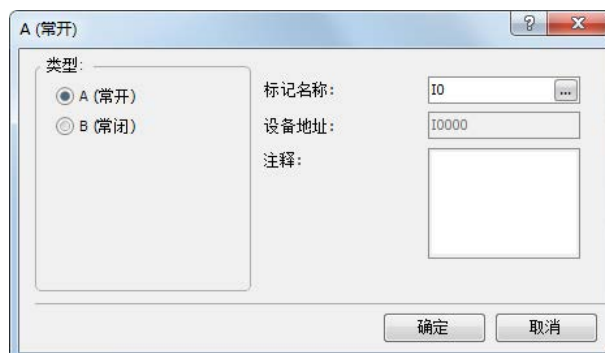 A (常开)
?
类型:
A (常开)
B (常闭)
标记名称:
I0
...
设备地址:
I0000
注释:
确定
取消